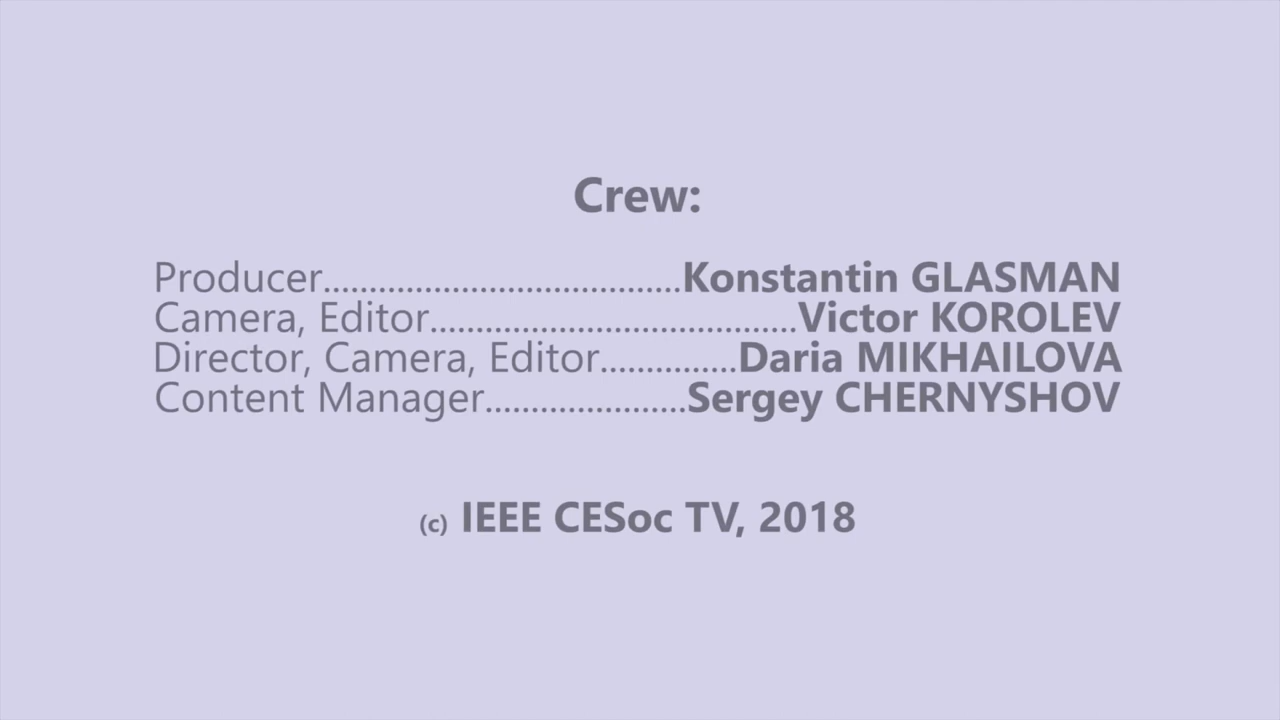 Crew:
Producer....................................Konstantin GLASMAN
Camera, Editor.....................................Victor KOROLEV
Director, Camera, Editor..............Daria MIKHAILOVA
Content Manager.....................Sergey CHERNYSHOV
(c) IEEE CESoc TV, 2018